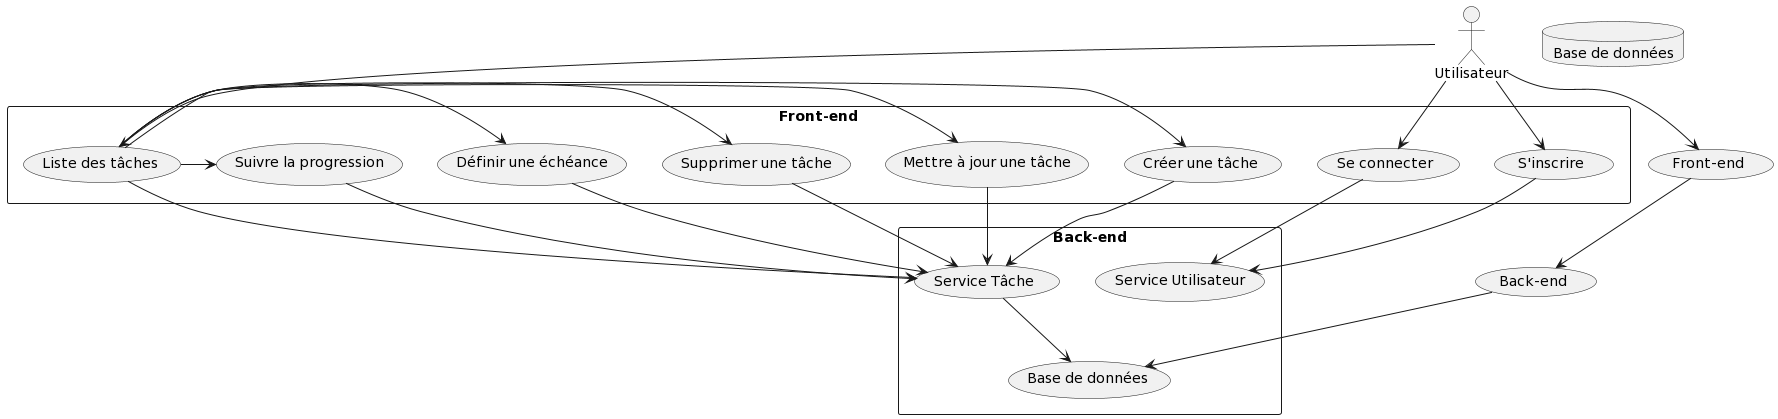 Utilisateur
Base de données
Front-end
Liste des tâches
Suivre la progression
Définir une échéance
Supprimer une tâche
Mettre à jour une tâche
Créer une tâche
Se connecter
S'inscrire
Front-end
Back-end
Service Tâche
Service Utilisateur
Back-end
Base de données